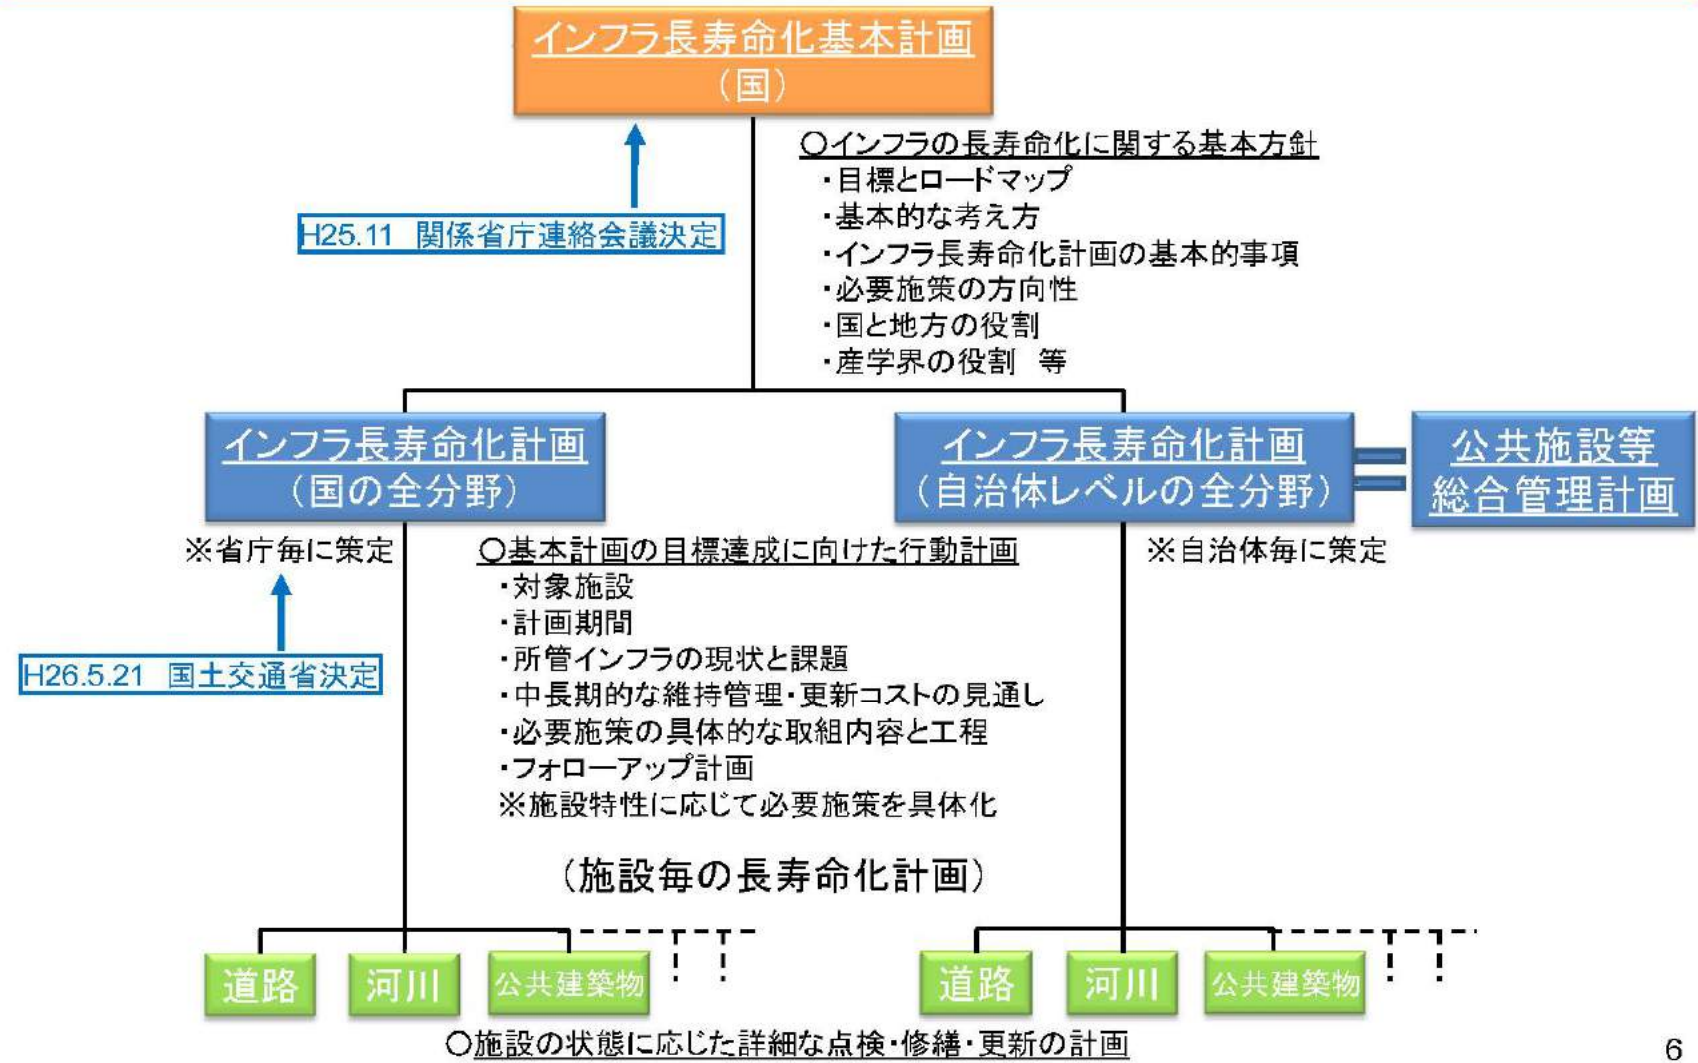 インフラ長寿命化基本計画
（国）
○インフラの長寿命化に関する基本方針
・目標とロードマップ
・基本的な考え方
・インフラ長寿命化計画の基本的事項
・必要施策の方向性
・国と地方の役割
・産学界の役割　等
H25.11　関係省庁連絡会議決定
インフラ長寿命化計画
（国の全分野）
インフラ長寿命化計画
（自治体レベルの全分野）
公共施設等
総合管理計画
※省庁毎に策定
○基本計画の目標達成に向けた行動計画
・対象施設
・計画期間
・所管インフラの現状と課題
・中長期的な維持管理・更新コストの見通し
・必要施策の具体的な取組内容と工程
・フォローアップ計画
※施設特性に応じて必要施策を具体化
※自治体毎に策定
H26.5.21　国土交通省決定
（施設毎の長寿命化計画）
道路
河川
公共建築物
道路
河川
公共建築物
○施設の状態に応じた詳細な点検・修繕・更新の計画
6